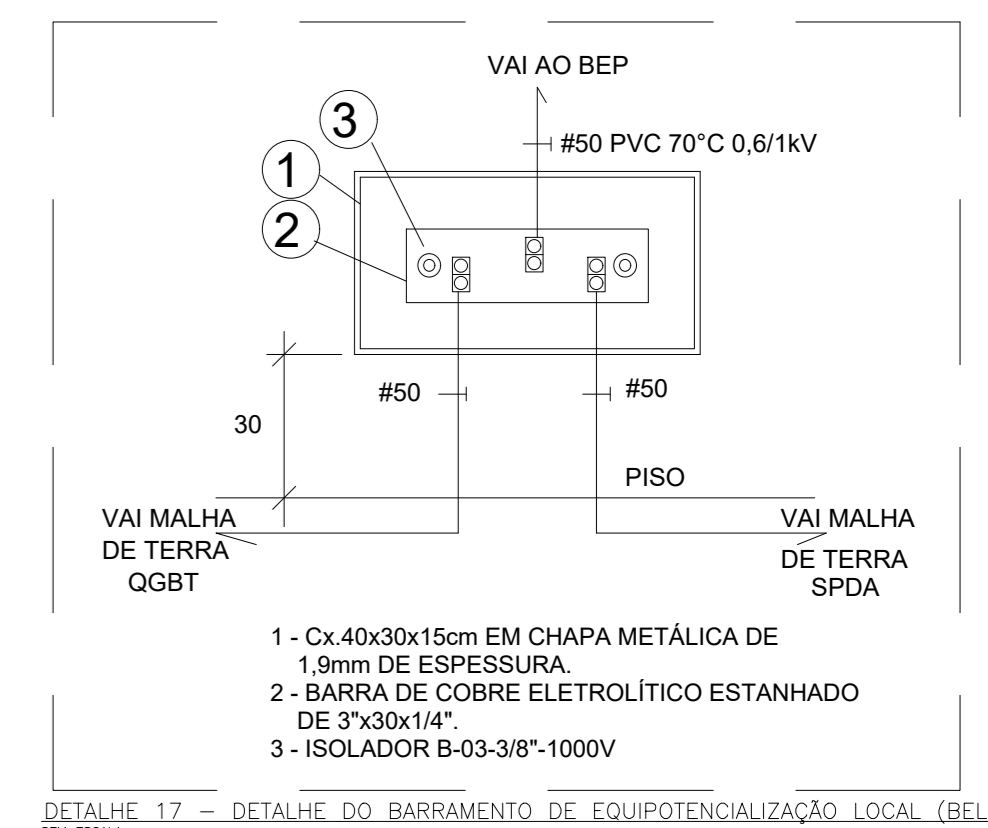 VAI AO BEP
3
#50 PVC 70°C 0,6/1kV
1
2
#50
#50
30
PISO
VAI MALHA
DE TERRA
QGBT
VAI MALHA
DE TERRA
SPDA
1 - Cx.40x30x15cm EM CHAPA METÁLICA DE
1,9mm DE ESPESSURA.
2 - BARRA DE COBRE ELETROLÍTICO ESTANHADO
DE 3"x30x1/4".
3 - ISOLADOR B-03-3/8"-1000V
DETALHE 17 – DETALHE DO BARRAMENTO DE EQUIPOTENCIALIZAÇÃO LOCAL (BEL